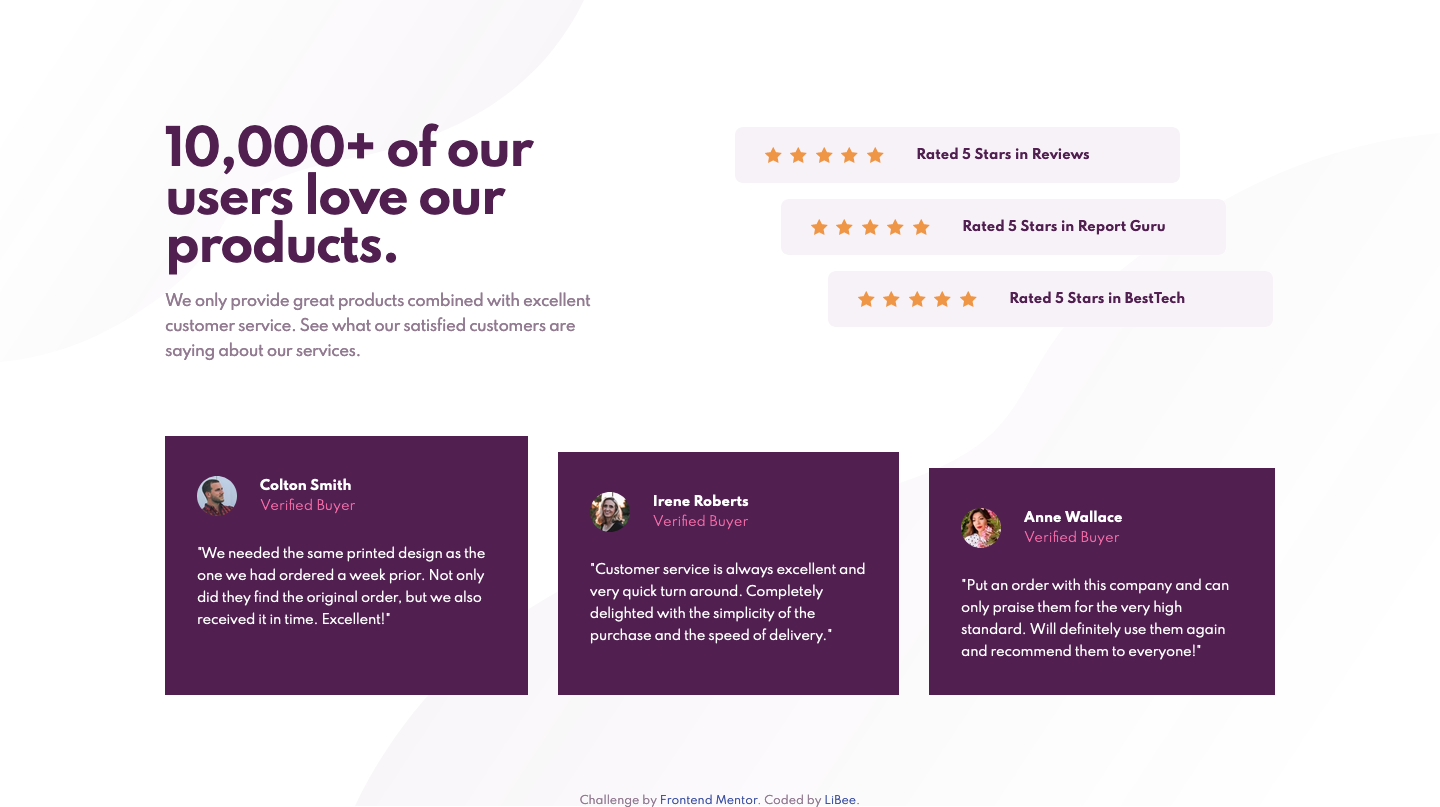 10,000+ of our
users love our
products.
We only provide great products combined with excellent
customer service. See what our satisfied customers are
saying about our services.
Rated 5 Stars in Reviews
Rated 5 Stars in Report Guru
Rated 5 Stars in BestTech
Colton Smith
Verified Buyer
"We needed the same printed design as the
one we had ordered a week prior. Not only
did they find the original order, but we also
received it in time. Excellent!"
Irene Roberts
Verified Buyer
"Customer service is always excellent and
very quick turn around. Completely
delighted with the simplicity of the
purchase and the speed of delivery."
Anne Wallace
Verified Buyer
"Put an order with this company and can
only praise them for the very high
standard. Will definitely use them again
and recommend them to everyone!"
Challenge by Frontend Mentor. Coded by LiBee.